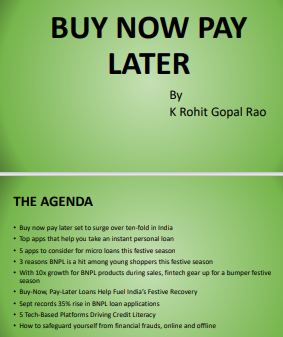 BUY NOW PAY
LATER
By
K Rohit Gopal Rao
THE AGENDA
• Buy now pay later set to surge over ten-fold in India
• Top apps that help you take an instant personal loan
• 5 apps to consider for micro loans this festive season
• 3 reasons BNPL is a hit among young shoppers this festive season
• With 10x growth for BNPL products during sales, fintech gear up for a bumper festive
season
• Buy-Now, Pay-Later Loans Help Fuel India's Festive Recovery
• Sept records 35% rise in BNPL loan applications
• 5 Tech-Based Platforms Driving Credit Literacy
• How to safeguard yourself from financial frauds, online and offline